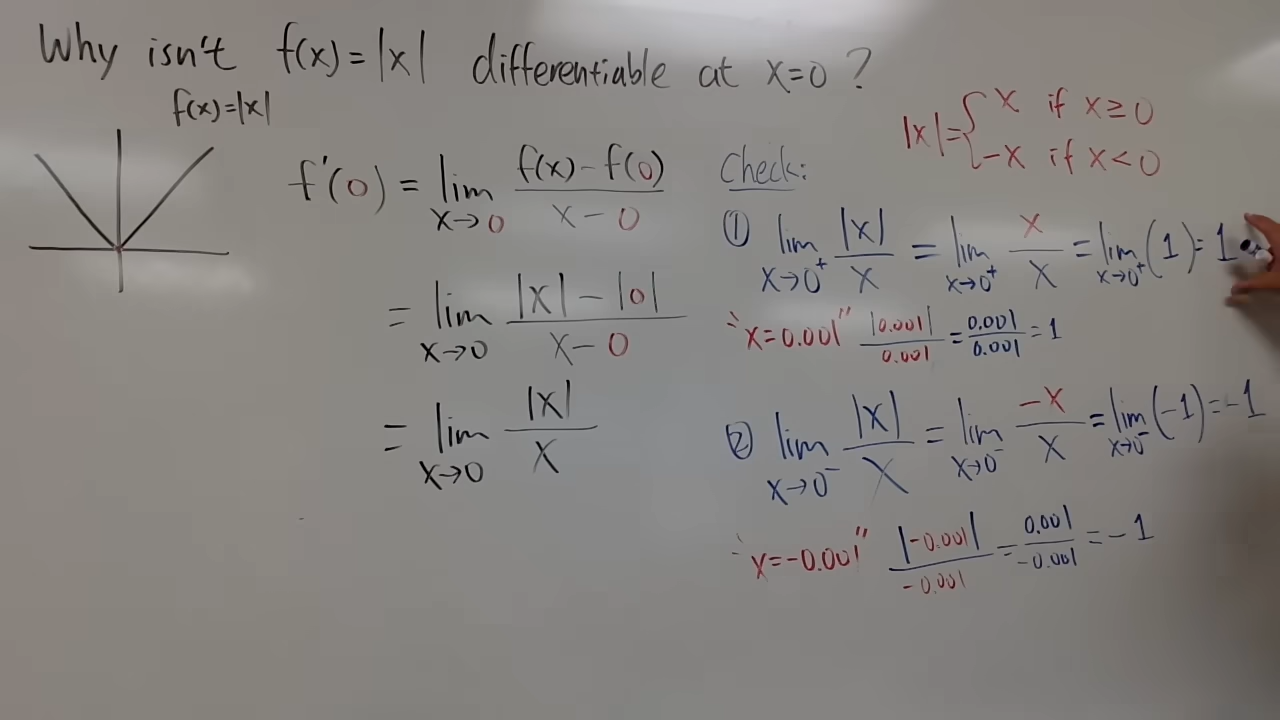 Why isn't f(x)=|x| differentiable at x=0?
f(x)=|x|
|x|={ x if x≥0
-x if x<0
f'(0) = lim x→0 (f(x)-f(0))/(x-0)
= lim x→0 (|x|-|0|)/(x-0)
= lim x→0 |x|/x
Check:
① lim x→0⁺ |x|/x = lim x→0⁺ x/x = lim x→0⁺ (1) = 1
"x=0.001" |0.001|/0.001 = 0.001/0.001 = 1
② lim x→0⁻ |x|/x = lim x→0⁻ -x/x = lim x→0⁻ (-1) = -1
"x=-0.001" |-0.001|/-0.001 = 0.001/-0.001 = -1